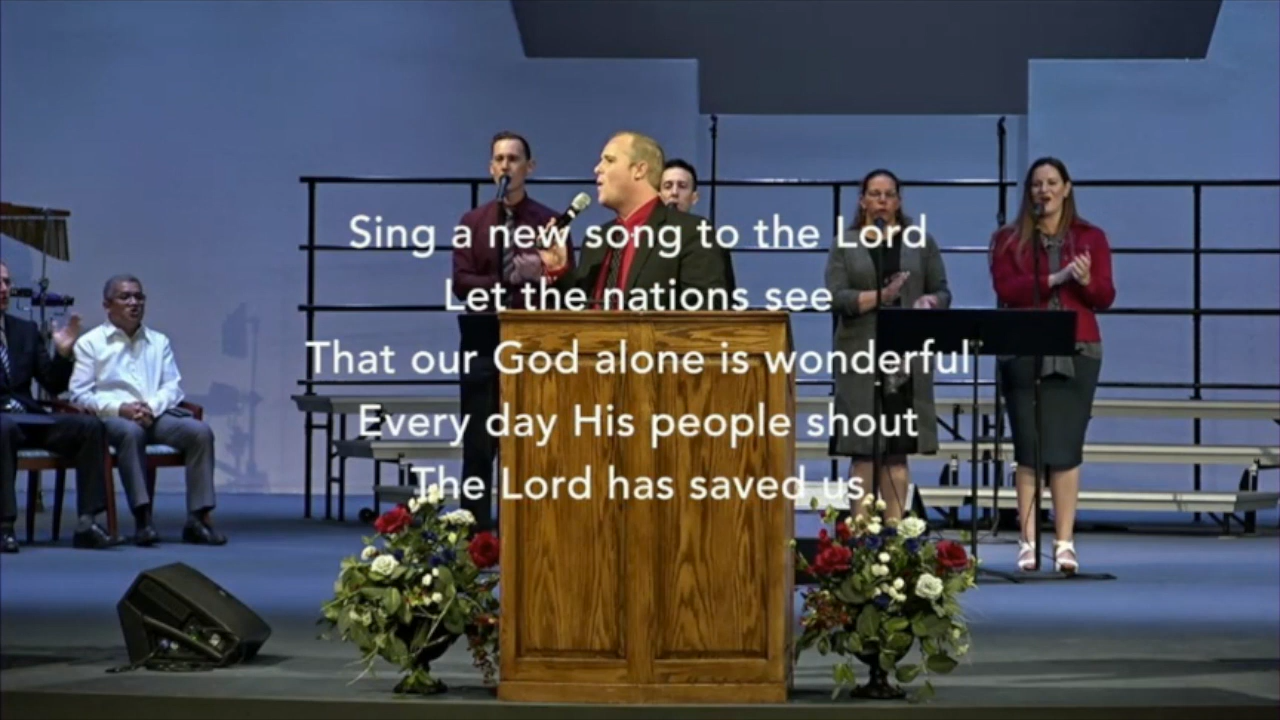 Sing a new song to the Lord
Let the nations see
That our God alone is wonderful
Every day His people shout
The Lord has saved us